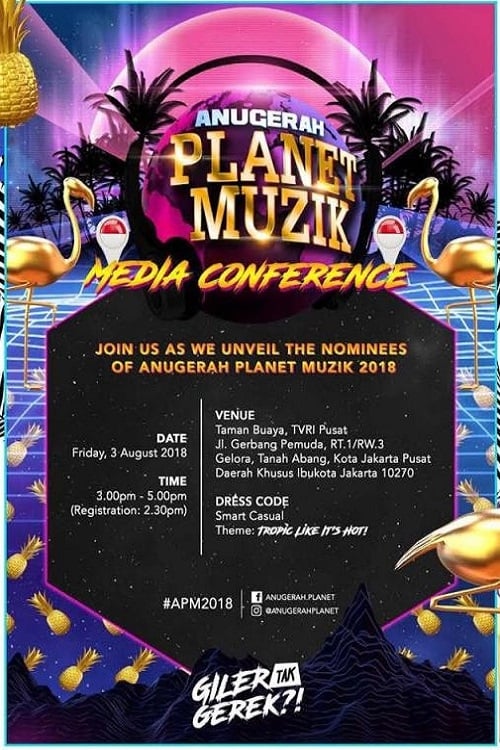 ANUGERAH
PLANET
MUZIK
MEDIA CONFERENCE
JOIN US AS WE UNVEIL THE NOMINEES
OF ANUGERAH PLANET MUZIK 2018
DATE
Friday, 3 August 2018
TIME
3.00pm - 5.00pm
(Registration: 2.30pm)
VENUE
Taman Buaya, TVRI Pusat
Jl. Gerbang Pemuda, RT.1/RW.3
Gelora, Tanah Abang, Kota Jakarta Pusat
Daerah Khusus Ibukota Jakarta 10270
DRESS CODE
Smart Casual
Theme: TROPIC LIKE IT'S HOT!
#APM2018
ANUGERAH.PLANET
@ANUGERAHPLANET
GILER TAK
GEREK?!